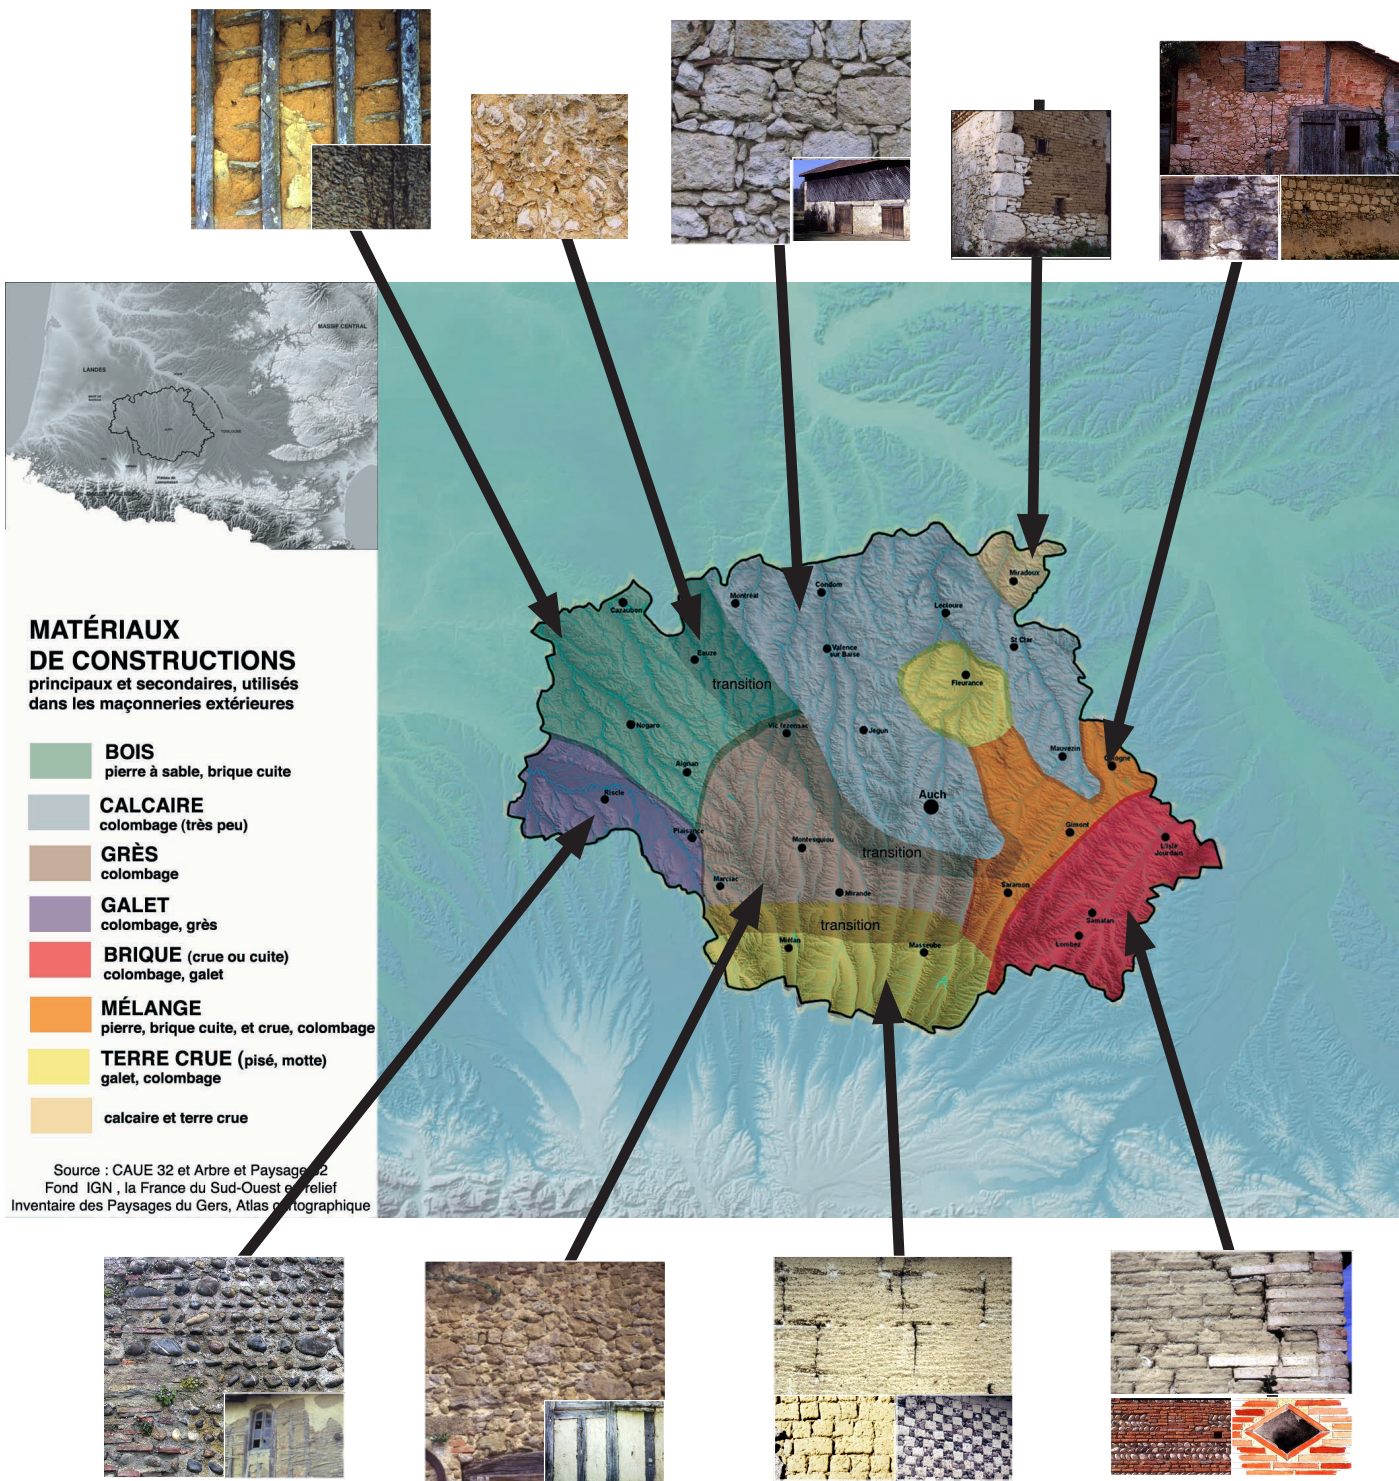 MASSIF CENTRAL
LANDES
TOULOUSE
MATÉRIAUX
DE CONSTRUCTIONS
principaux et secondaires, utilisés
dans les maçonneries extérieures
BOIS
pierre à sable, brique cuite
CALCAIRE
colombage (très peu)
GRÈS
colombage
GALET
colombage, grès
BRIQUE (crue ou cuite)
colombage, galet
MÉLANGE
pierre, brique cuite, et crue, colombage
TERRE CRUE (pisé, motte)
galet, colombage
calcaire et terre crue
Source : CAUE 32 et Arbre et Paysage 32
Fond IGN , la France du Sud-Ouest en relief
Inventaire des Paysages du Gers, Atlas cartographique
Miradoux
Condom
Montréal
Cazaubon
Lectoure
St Clar
Valence
sur Baïse
Eauze
transition
Fleurance
Nogaro
Vic fezensac
Jegun
Mauvezin
Cologne
Aignan
Riscle
Auch
Gimont
Plaisance
L'Isle
Jourdain
Montesquiou
transition
Marciac
Mirande
Saramon
Samatan
transition
Lombez
Miélan
Masseube